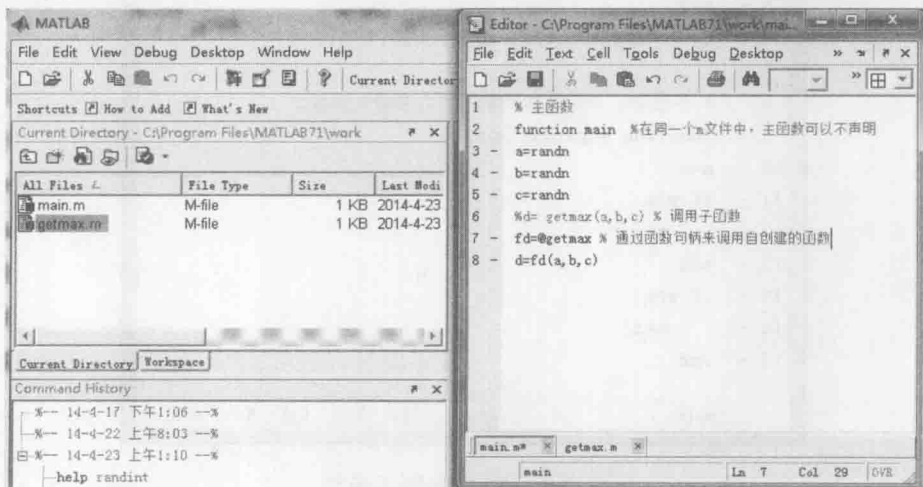 MATLAB
File Edit View Debug Desktop Window Help
Current Director
Shortcuts How to Add What's New
Current Directory - C:\Program Files\MATLAB71\work
All Files File Type Size Last Modi
main.m M-file 1 KB 2014-4-23
getmax.m M-file 1 KB 2014-4-23
Current Directory Workspace
Command History
%-- 14-4-17 下午1:06 --%
%-- 14-4-22 上午8:03 --%
%-- 14-4-23 上午1:10 --%
help randint
Editor - C:\Program Files\MATLAB71\work\mai...
File Edit Text Cell Tools Debug Desktop
1 % 主函数
2 function main %在同一个m文件中，主函数可以不声明
3 - a=randn
4 - b=randn
5 - c=randn
6 %d= getmax(a,b,c) % 调用子函数
7 - fd=@getmax % 通过函数句柄来调用自创建的函数
8 - d=fd(a,b,c)
main.m* getmax.m
main Ln 7 Col 29 OVR